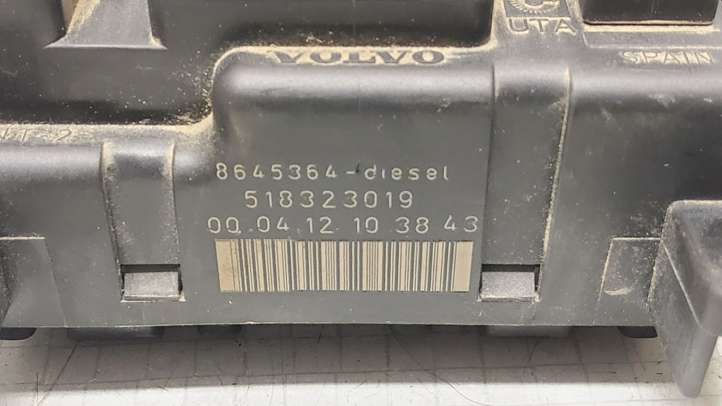 UTA
VOLVO
SPAIN
8645364-diesel
518323019
00.04.12 10 38 43